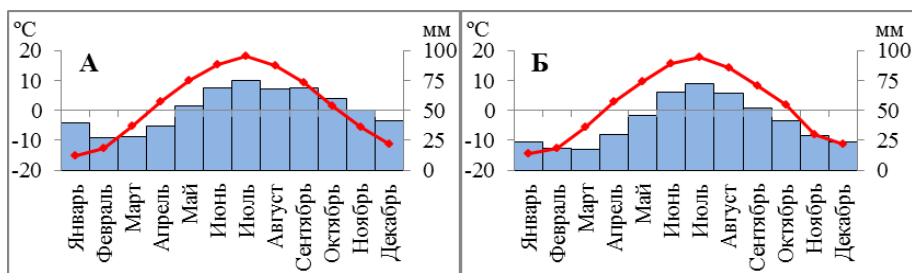 ºC мм
А
20 100
10 75
0 50
-10 25
-20 0
Январь Февраль Март Апрель Май Июнь Июль Август Сентябрь Октябрь Ноябрь Декабрь
ºC мм
Б
20 100
10 75
0 50
-10 25
-20 0
Январь Февраль Март Апрель Май Июнь Июль Август Сентябрь Октябрь Ноябрь Декабрь